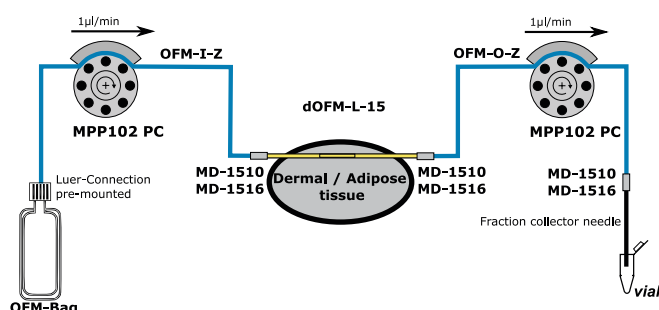 1µl/min
1µl/min
OFM-I-Z
OFM-O-Z
dOFM-L-15
MPP102 PC
MPP102 PC
MD-1510
MD-1516
Dermal / Adipose
tissue
MD-1510
MD-1516
MD-1510
MD-1516
Luer-Connection
pre-mounted
Fraction collector needle
vial
OFM-Bag